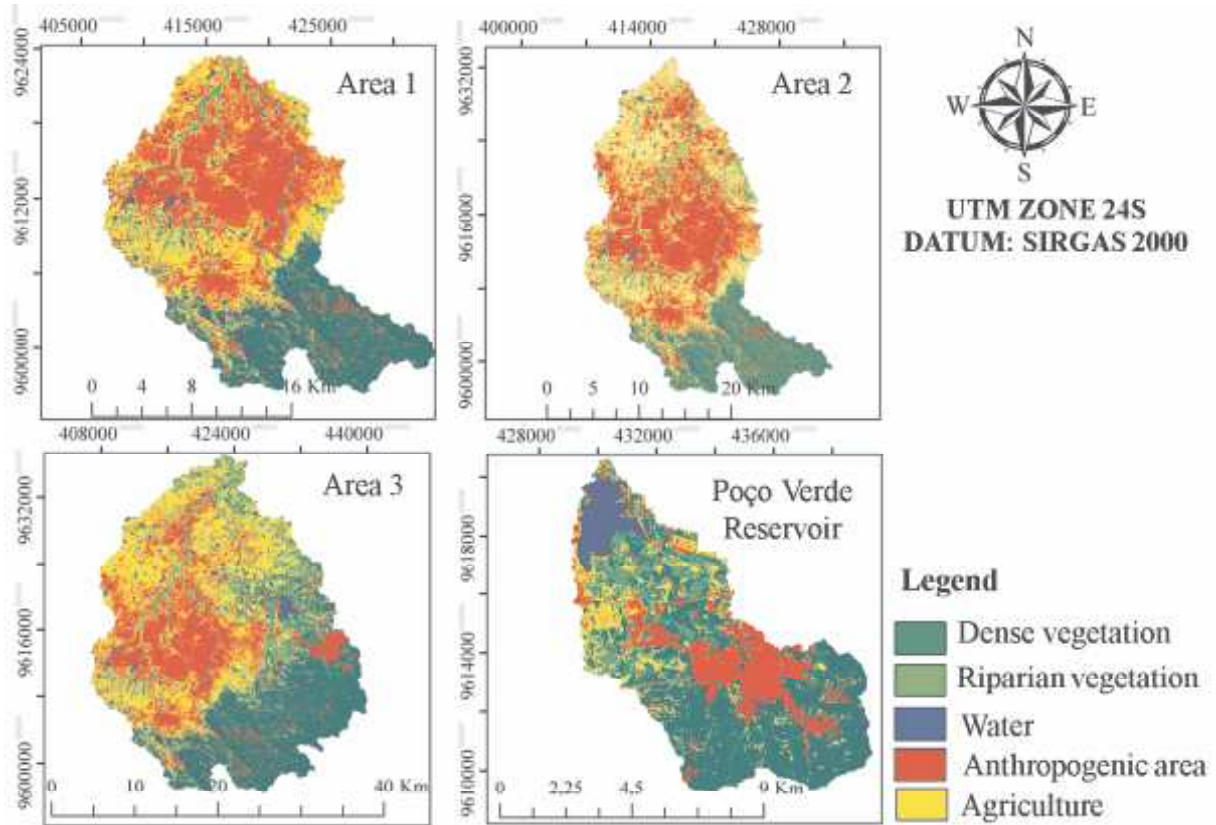 405000 415000 425000
9624000
9612000
9600000
Area 1
0 4 8 16 Km
400000 414000 428000
9632000
9616000
9600000
Area 2
0 5 10 20 Km
N
W E
S
UTM ZONE 24S
DATUM: SIRGAS 2000
408000 424000 440000
9632000
9616000
9600000
Area 3
0 10 20 40 Km
428000 432000 436000
9618000
9614000
9610000
Poço Verde
Reservoir
0 2,25 4,5 9 Km
Legend
Dense vegetation
Riparian vegetation
Water
Anthropogenic area
Agriculture